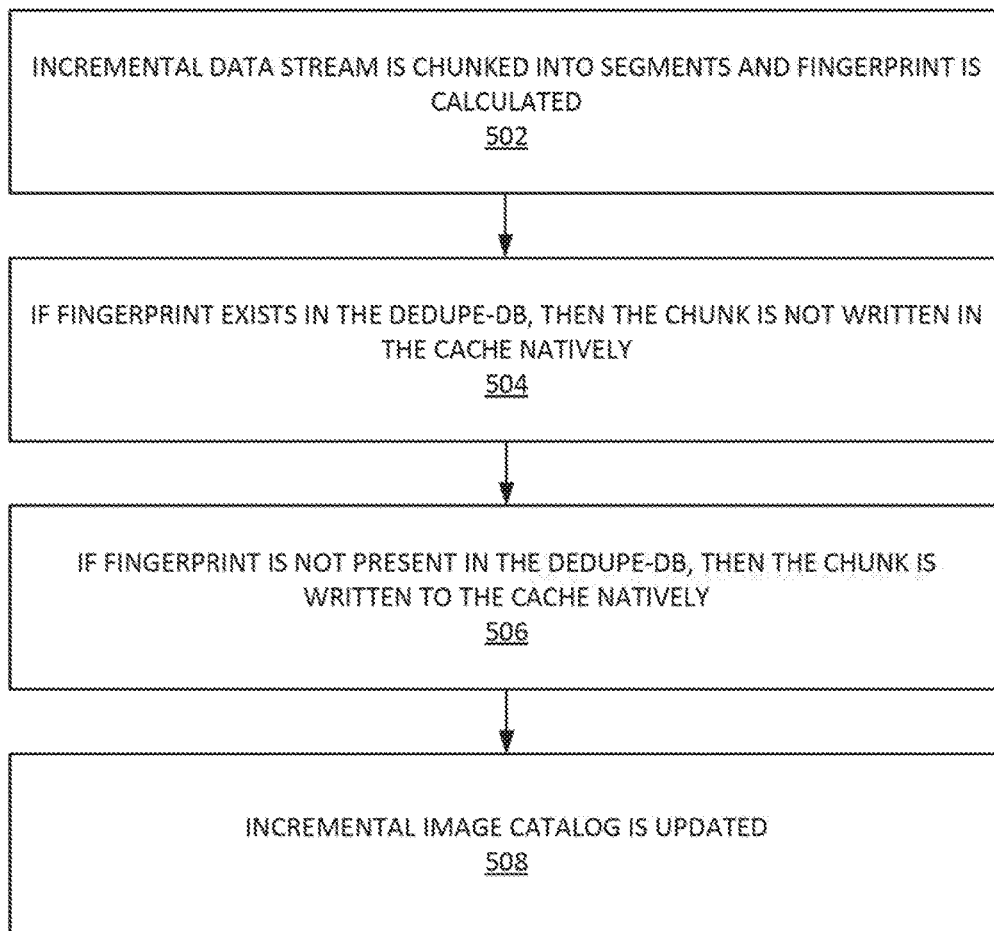 INCREMENTAL DATA STREAM IS CHUNKED INTO SEGMENTS AND FINGERPRINT IS
CALCULATED
502
IF FINGERPRINT EXISTS IN THE DEDUPE-DB, THEN THE CHUNK IS NOT WRITTEN IN
THE CACHE NATIVELY
504
IF FINGERPRINT IS NOT PRESENT IN THE DEDUPE-DB, THEN THE CHUNK IS
WRITTEN TO THE CACHE NATIVELY
506
INCREMENTAL IMAGE CATALOG IS UPDATED
508